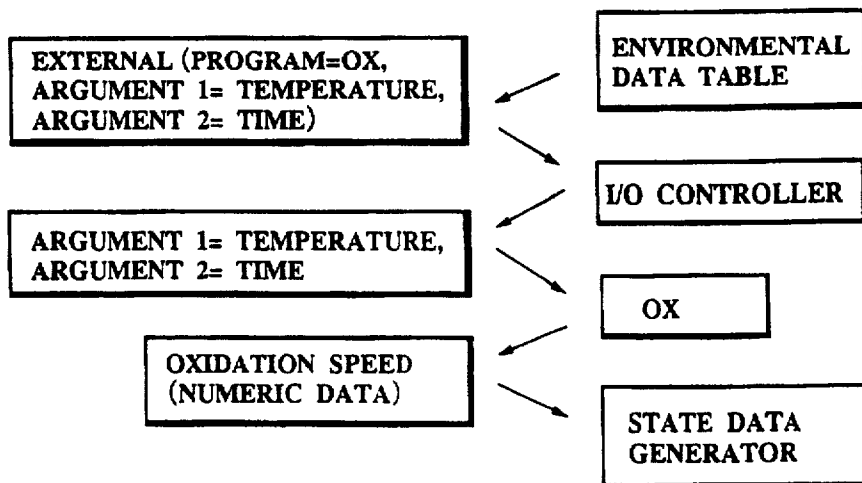 EXTERNAL (PROGRAM=OX,
ARGUMENT 1= TEMPERATURE,
ARGUMENT 2= TIME)
ENVIRONMENTAL
DATA TABLE
I/O CONTROLLER
ARGUMENT 1= TEMPERATURE,
ARGUMENT 2= TIME
OX
OXIDATION SPEED
(NUMERIC DATA)
STATE DATA
GENERATOR